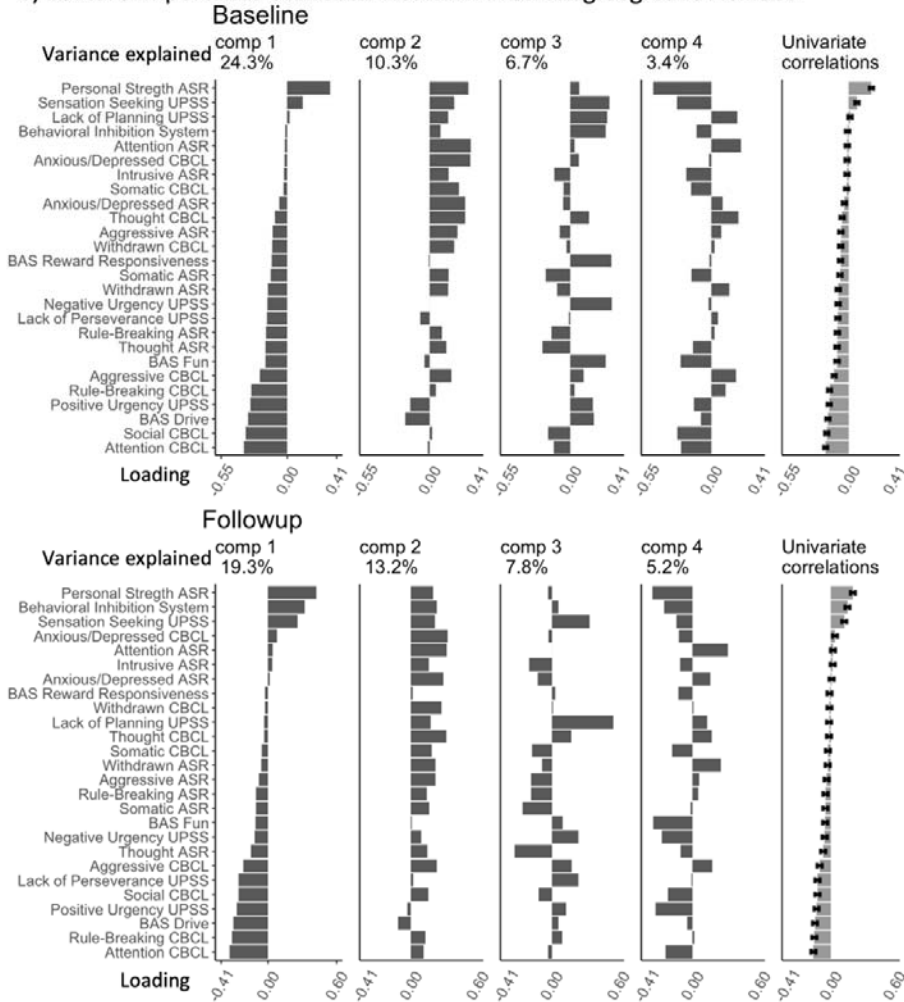 Baseline
Variance explained
comp 1
24.3%
comp 2
10.3%
comp 3
6.7%
comp 4
3.4%
Univariate
correlations
Personal Stregth ASR
Sensation Seeking UPSS
Lack of Planning UPSS
Behavioral Inhibition System
Attention ASR
Anxious/Depressed CBCL
Intrusive ASR
Somatic CBCL
Anxious/Depressed ASR
Thought CBCL
Aggressive ASR
Withdrawn CBCL
BAS Reward Responsiveness
Somatic ASR
Withdrawn ASR
Negative Urgency UPSS
Lack of Perseverance UPSS
Rule-Breaking ASR
Thought ASR
BAS Fun
Aggressive CBCL
Rule-Breaking CBCL
Positive Urgency UPSS
BAS Drive
Social CBCL
Attention CBCL
Loading
-0.55 0.00 0.41 -0.55 0.00 0.41 -0.55 0.00 0.41 -0.55 0.00 0.41 -0.55 0.00 0.41
Followup
Variance explained
comp 1
19.3%
comp 2
13.2%
comp 3
7.8%
comp 4
5.2%
Univariate
correlations
Personal Stregth ASR
Behavioral Inhibition System
Sensation Seeking UPSS
Anxious/Depressed CBCL
Attention ASR
Intrusive ASR
Anxious/Depressed ASR
BAS Reward Responsiveness
Withdrawn CBCL
Lack of Planning UPSS
Thought CBCL
Somatic CBCL
Withdrawn ASR
Aggressive ASR
Rule-Breaking ASR
Somatic ASR
BAS Fun
Negative Urgency UPSS
Thought ASR
Aggressive CBCL
Lack of Perseverance UPSS
Social CBCL
Positive Urgency UPSS
BAS Drive
Rule-Breaking CBCL
Attention CBCL
Loading
-0.41 0.00 0.60 -0.41 0.00 0.60 -0.41 0.00 0.60 -0.41 0.00 0.60 -0.41 0.00 0.60